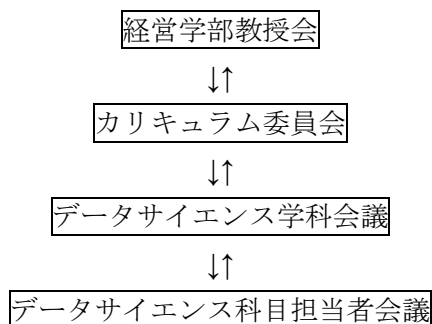 経営学部教授会
↓↑
カリキュラム委員会
↓↑
データサイエンス学科会議
↓↑
データサイエンス科目担当者会議